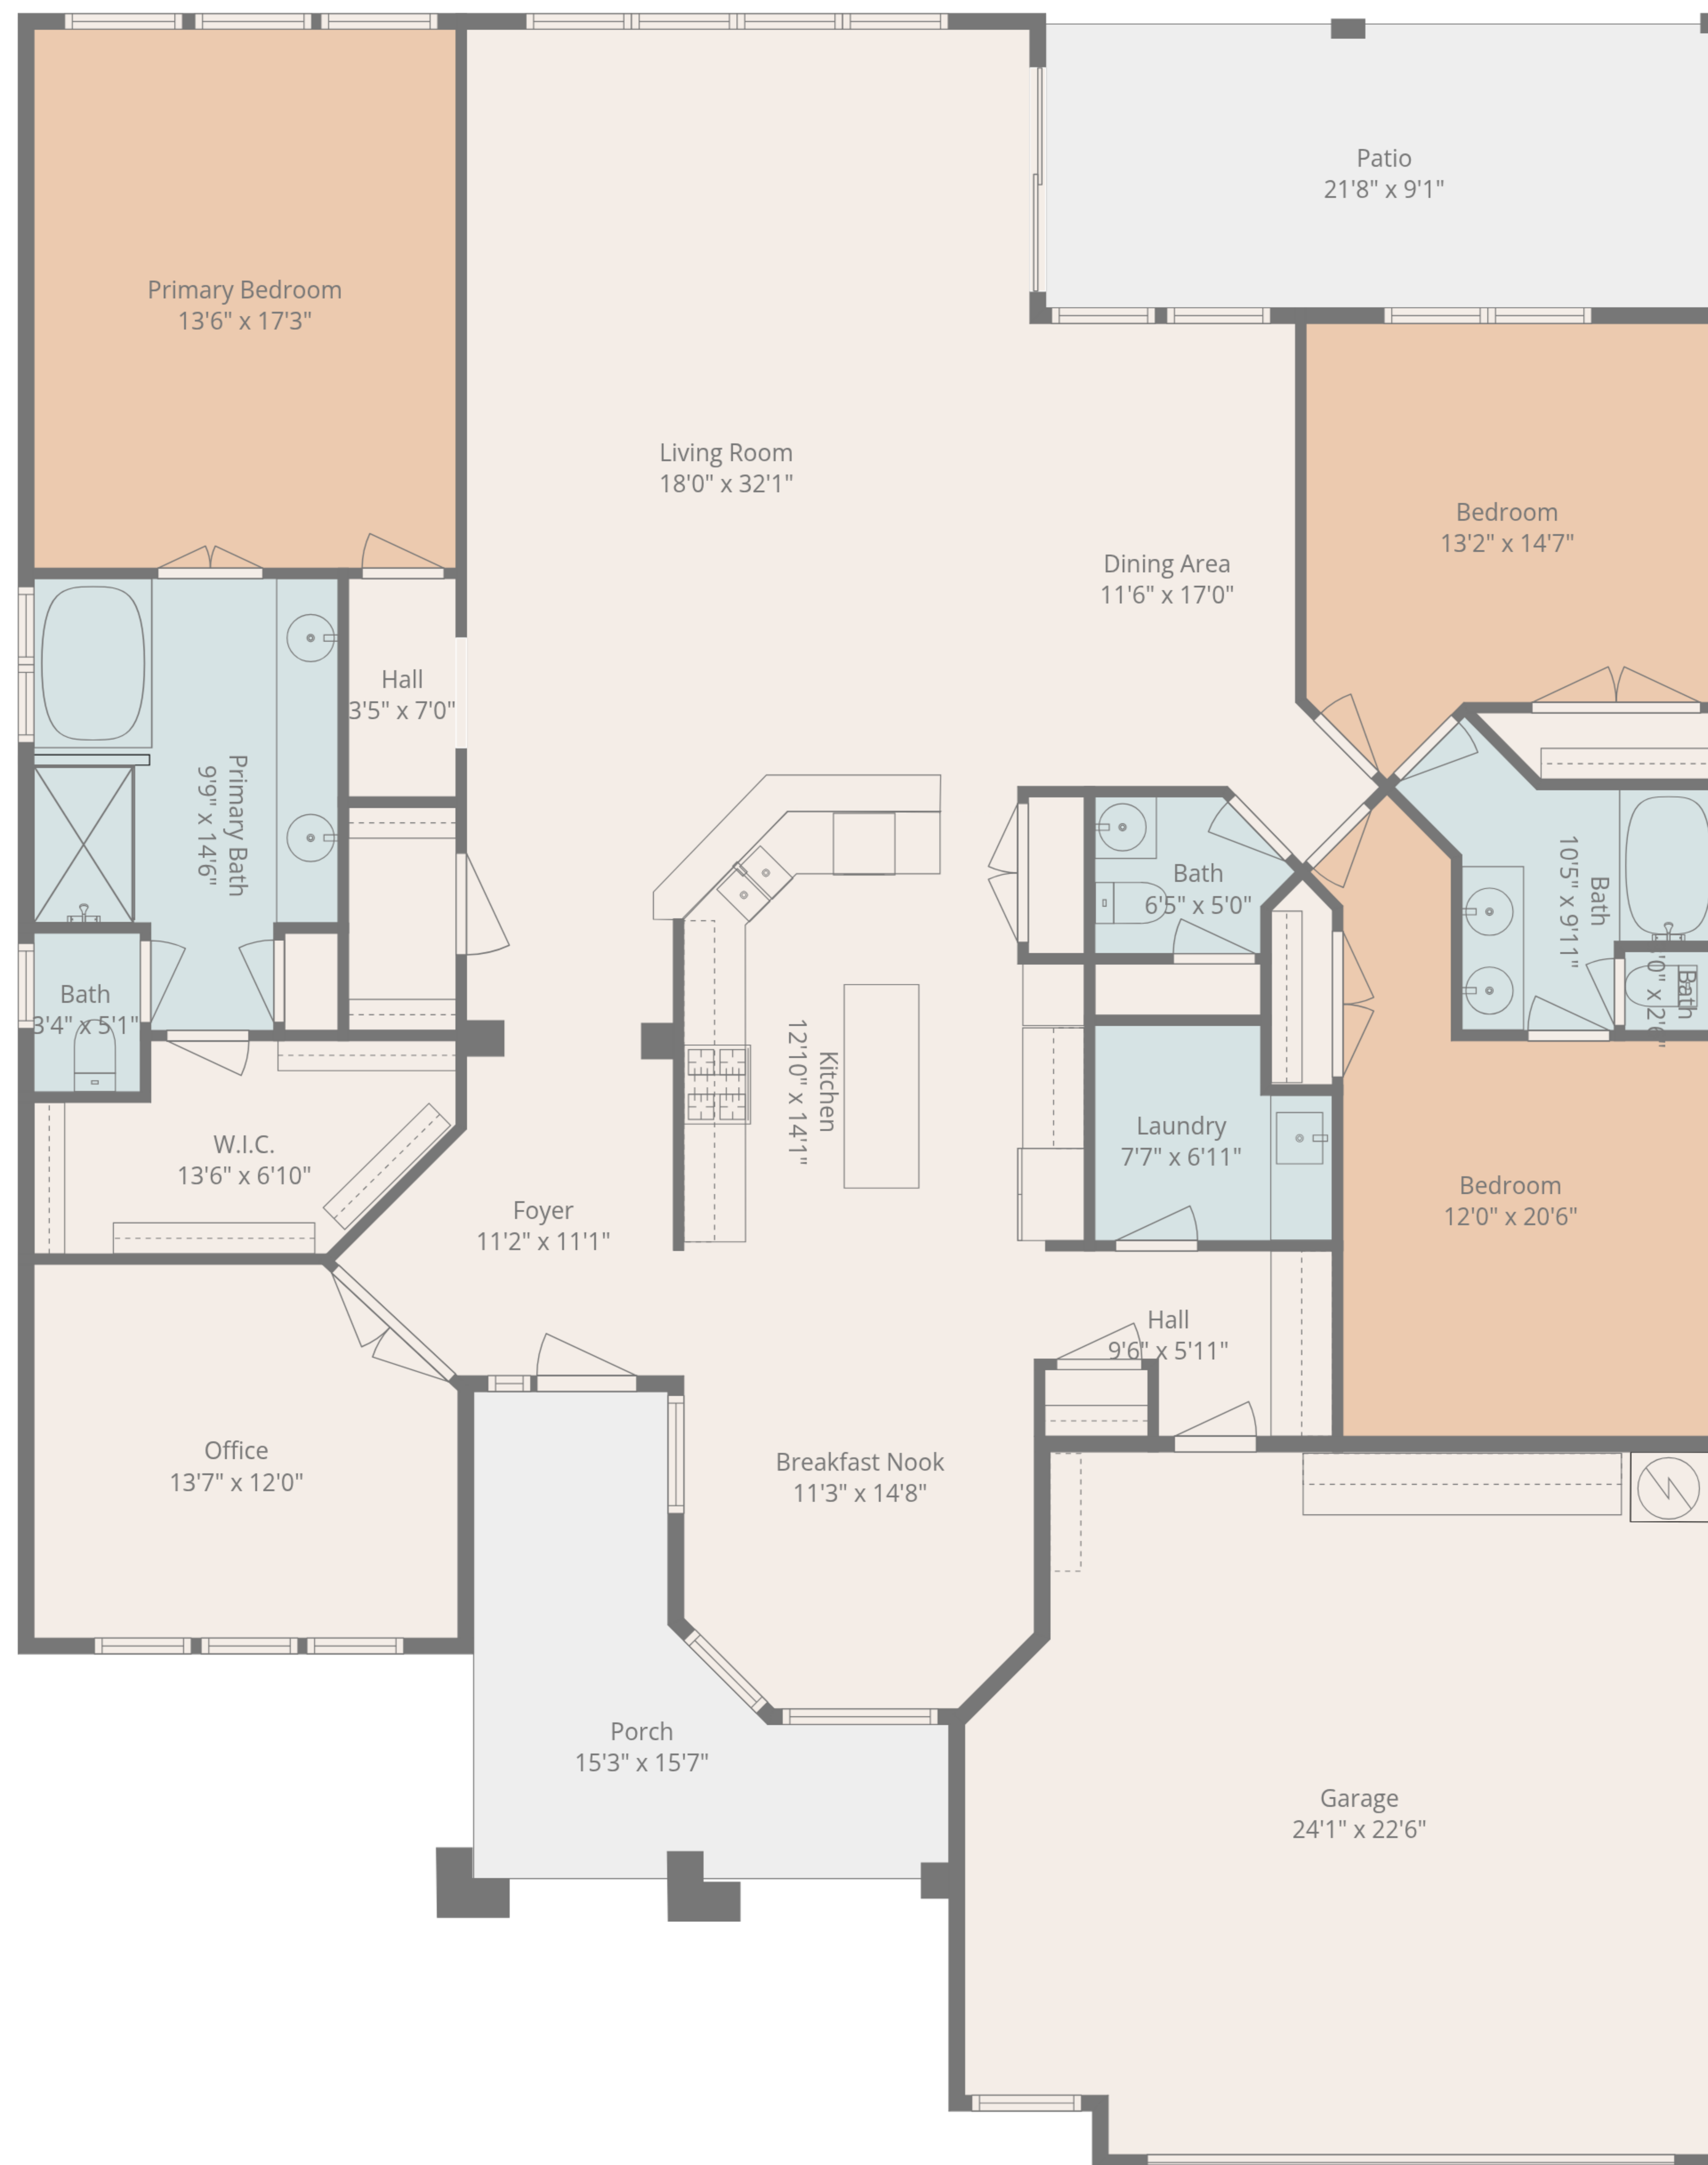 Patio
21'8" x 9'1"
Primary Bedroom
13'6" x 17'3"
Living Room
18'0" x 32'1"
Bedroom
13'2" x 14'7"
Dining Area
11'6" x 17'0"
Hall
3'5" x 7'0"
Primary Bath
9'9" x 14'6"
Bath
6'5" x 5'0"
Bath
10'5" x 9'11"
Bath
3'4" x 5'1"
Bath
'0" x 2'6"
Kitchen
12'10" x 14'1"
W.I.C.
13'6" x 6'10"
Laundry
7'7" x 6'11"
Bedroom
12'0" x 20'6"
Foyer
11'2" x 11'1"
Hall
9'6" x 5'11"
Office
13'7" x 12'0"
Breakfast Nook
11'3" x 14'8"
Porch
15'3" x 15'7"
Garage
24'1" x 22'6"